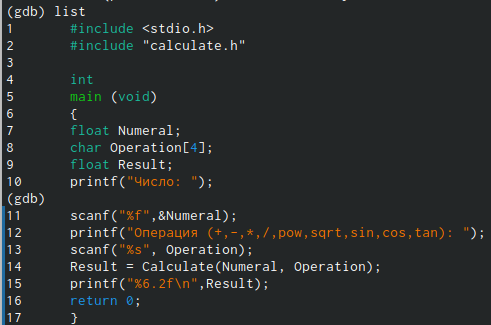 (gdb) list
1 #include <stdio.h>
2 #include "calculate.h"
3
4 int
5 main (void)
6 {
7 float Numeral;
8 char Operation[4];
9 float Result;
10 printf("Число: ");
(gdb)
11 scanf("%f",&Numeral);
12 printf("Операция (+,-,*,/,pow,sqrt,sin,cos,tan): ");
13 scanf("%s", Operation);
14 Result = Calculate(Numeral, Operation);
15 printf("%6.2f\n",Result);
16 return 0;
17 }